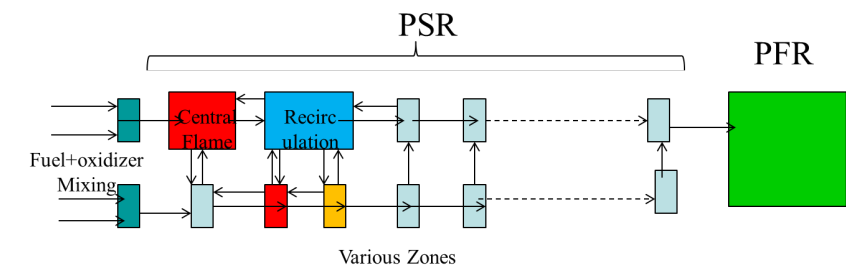 PSR
PFR
Central
Flame
Recirc
ulation
Fuel+oxidizer
Mixing
Various Zones